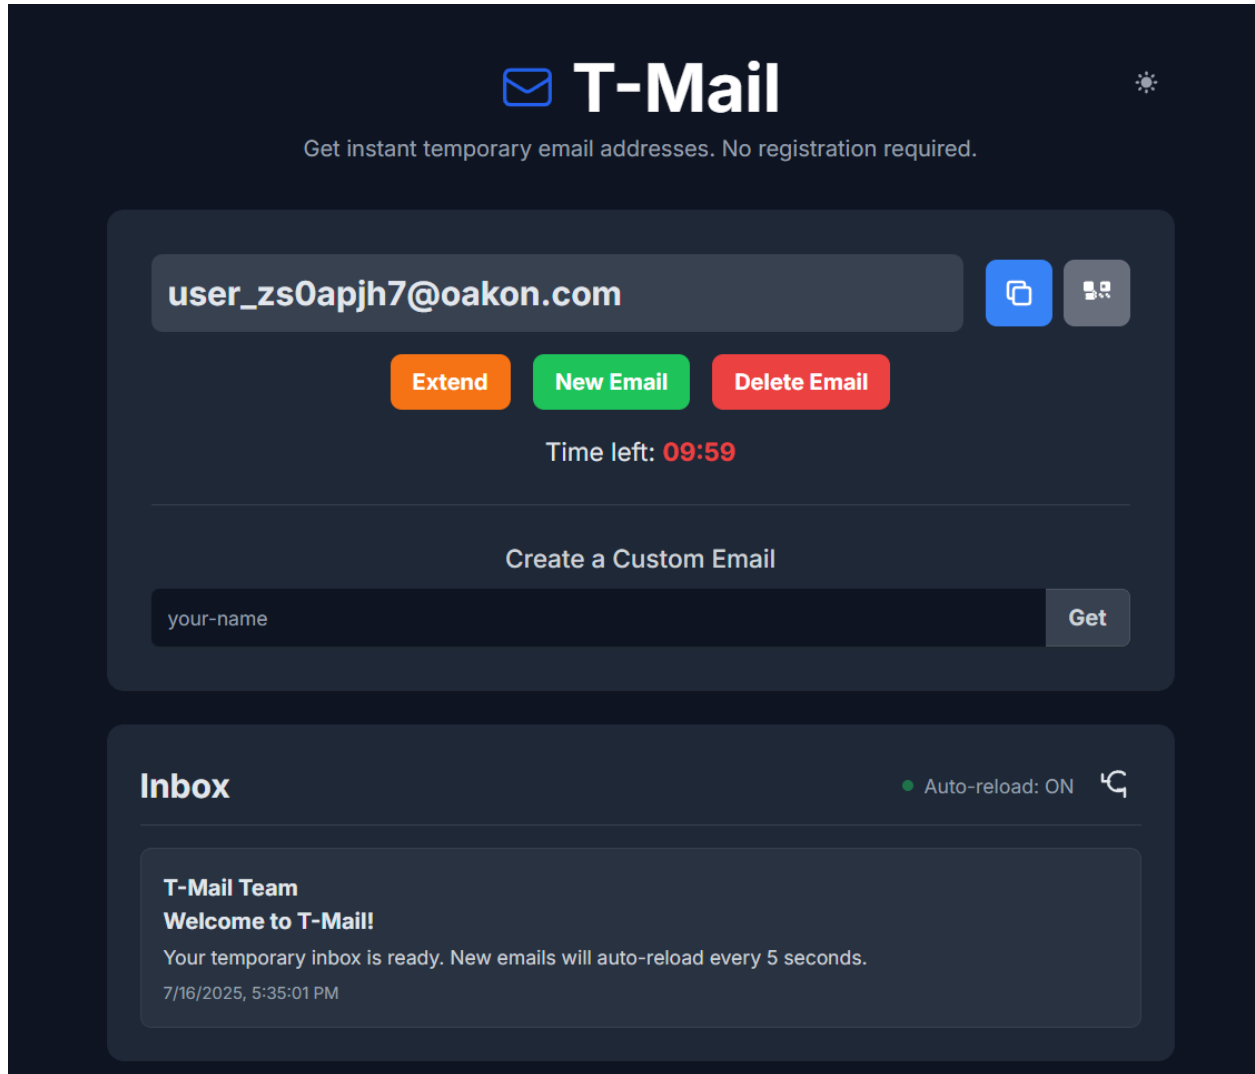 T-Mail
Get instant temporary email addresses. No registration required.
user_zs0apjh7@oakon.com
Extend
New Email
Delete Email
Time left: 09:59
Create a Custom Email
your-name
Get
Inbox
Auto-reload: ON
T-Mail Team
Welcome to T-Mail!
Your temporary inbox is ready. New emails will auto-reload every 5 seconds.
7/16/2025, 5:35:01 PM